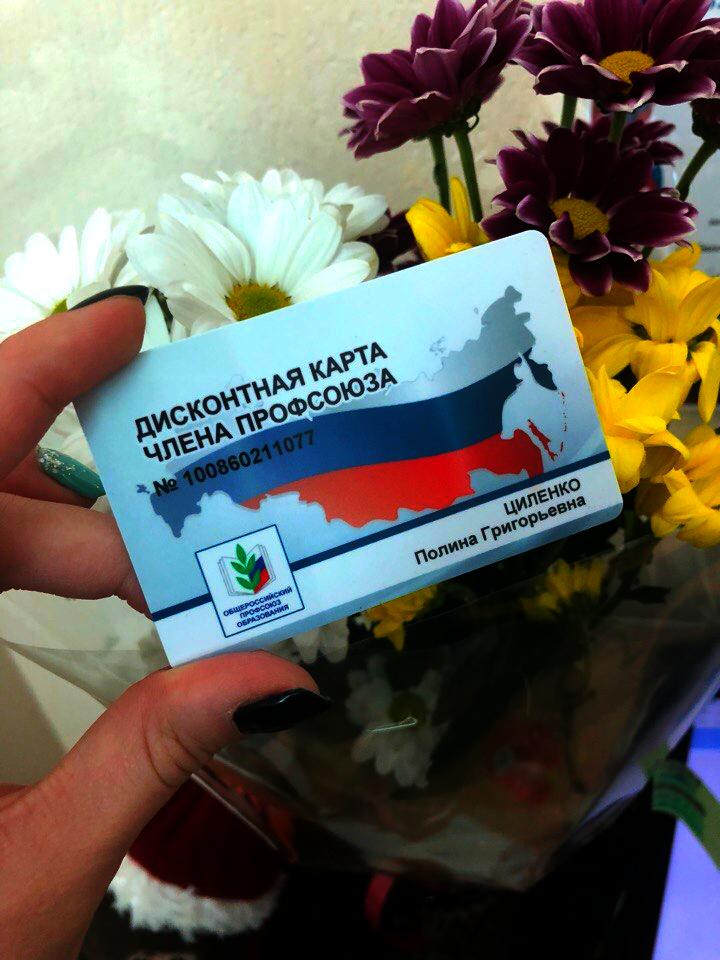 ДИСКОНТНАЯ КАРТА
ЧЛЕНА ПРОФСОЮЗА
№ 100860211077
ЦИЛЕНКО
Полина Григорьевна
ОБЩЕРОССИЙСКИЙ
ПРОФСОЮЗ
ОБРАЗОВАНИЯ